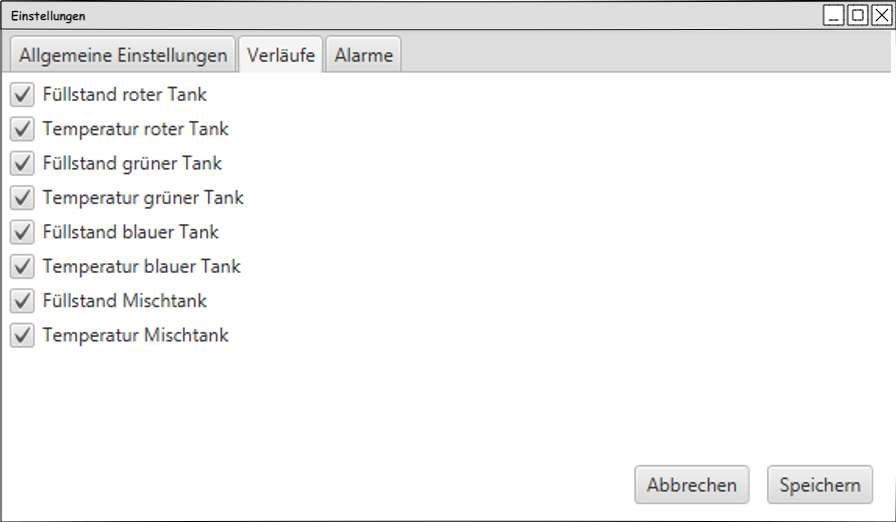 Einstellungen
Allgemeine Einstellungen Verläufe Alarme
Füllstand roter Tank
Temperatur roter Tank
Füllstand grüner Tank
Temperatur grüner Tank
Füllstand blauer Tank
Temperatur blauer Tank
Füllstand Mischtank
Temperatur Mischtank
Abbrechen Speichern